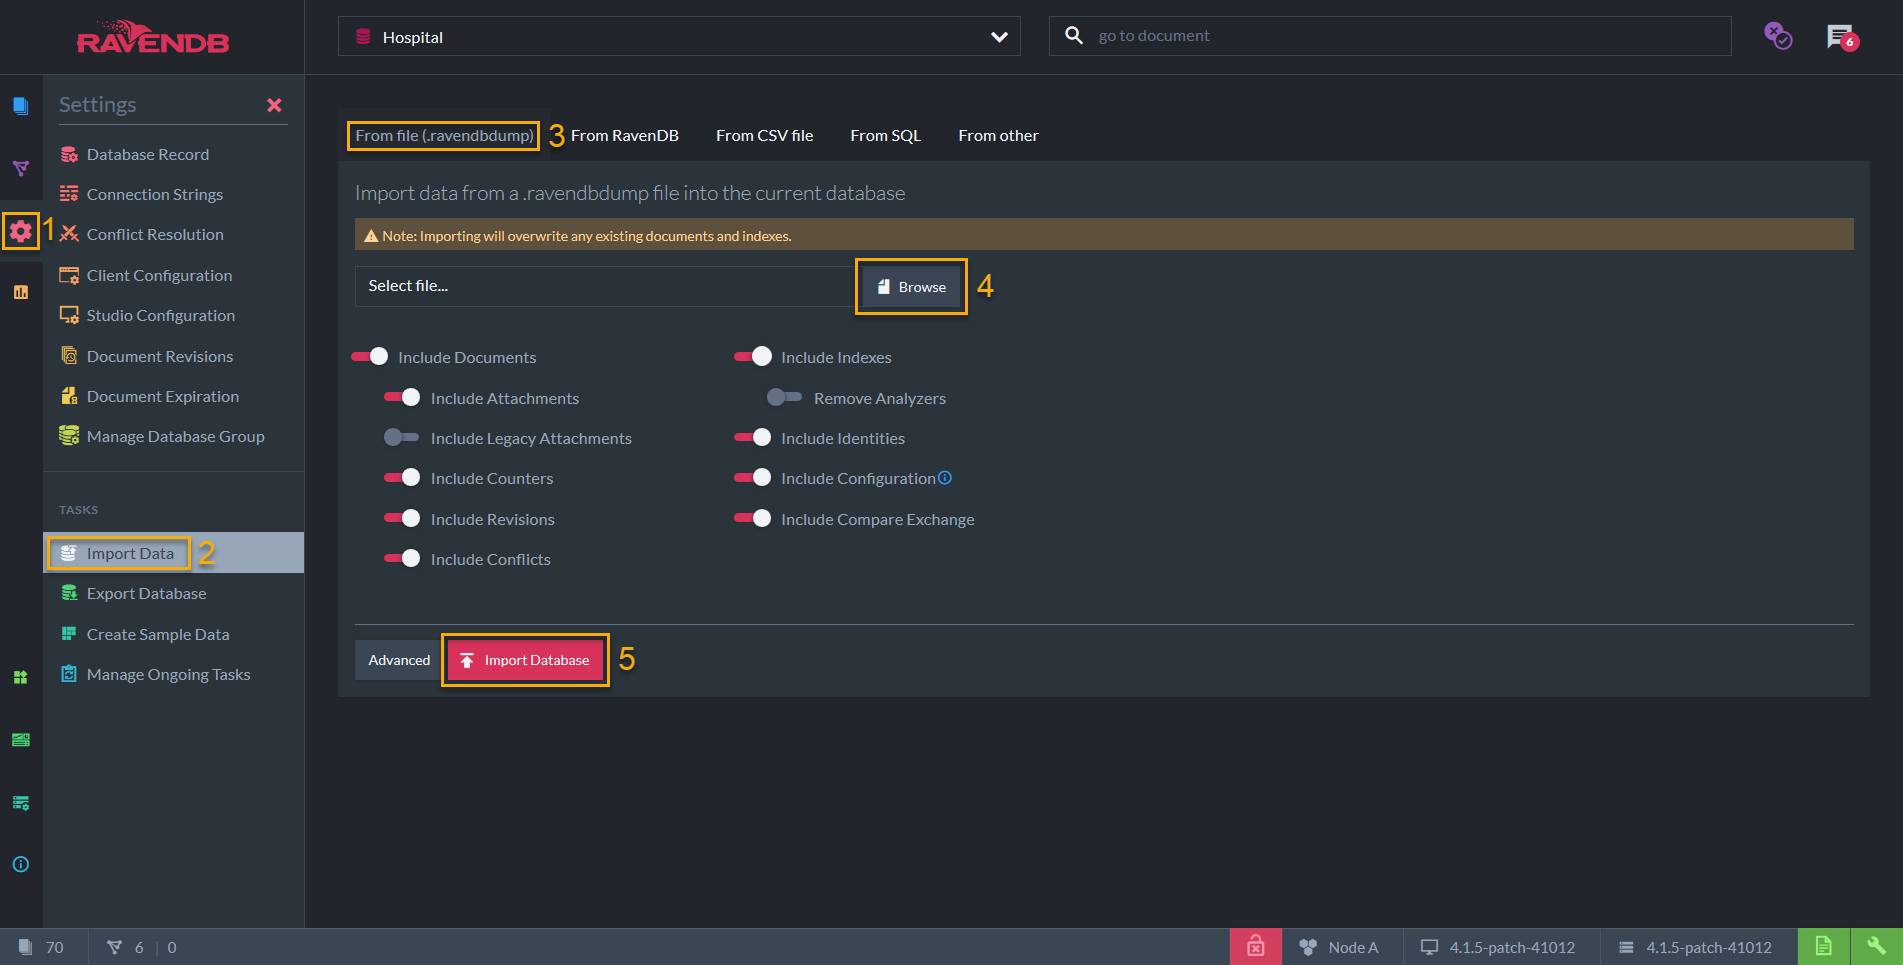 RAVENDB
Hospital
go to document
6
Settings
Database Record
Connection Strings
1
Conflict Resolution
Client Configuration
Studio Configuration
Document Revisions
Document Expiration
Manage Database Group
TASKS
Import Data 2
Export Database
Create Sample Data
Manage Ongoing Tasks
From file (.ravendbdump) 3 From RavenDB From CSV file From SQL From other
Import data from a .ravendbdump file into the current database
Note: Importing will overwrite any existing documents and indexes.
Select file... Browse 4
Include Documents Include Indexes
Include Attachments Remove Analyzers
Include Legacy Attachments Include Identities
Include Counters Include Configuration
Include Revisions Include Compare Exchange
Include Conflicts
Advanced Import Database 5
70 6 | 0 Node A 4.1.5-patch-41012 4.1.5-patch-41012